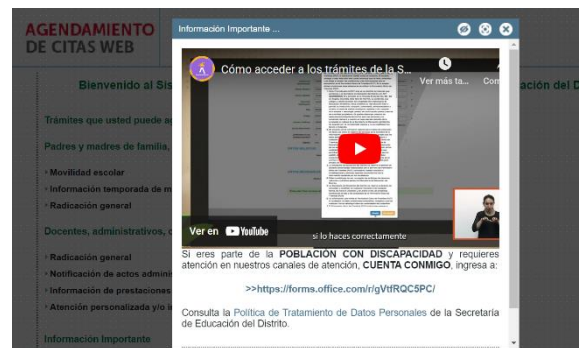 AGENDAMIENTO
DE CITAS WEB
Información Importante ...
Bienvenido al Sis
ación del D
Trámites que usted puede a
Padres y madres de familia,
Movilidad escolar
Información temporada de m
Radicación general
Docentes, administrativos, c
Radicación general
Notificación de actos admini
Información de prestaciones
Atención personalizada y/o i
Información Importante
Cómo acceder a los trámites de la S...
Ver más ta...
Com
Ver en YouTube
si lo haces correctamente
Si eres parte de la POBLACIÓN CON DISCAPACIDAD y requieres
atención en nuestros canales de atención, CUENTA CONMIGO, ingresa a:
>>https://forms.office.com/r/gVtfRQC5PC/
Consulta la Política de Tratamiento de Datos Personales de la Secretaría
de Educación del Distrito.